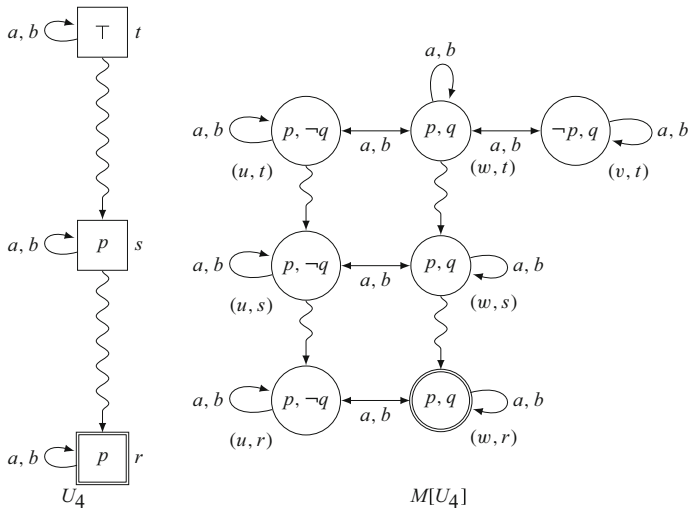 a, b ⊤ t
a, b
a, b p, ¬q p, q ¬p, q a, b
a, b a, b
(u, t) (w, t) (v, t)
a, b p s
a, b p, ¬q p, q a, b
a, b
(u, s) (w, s)
a, b p, ¬q p, q a, b
a, b
(u, r) (w, r)
a, b p r
U4 M[U4]